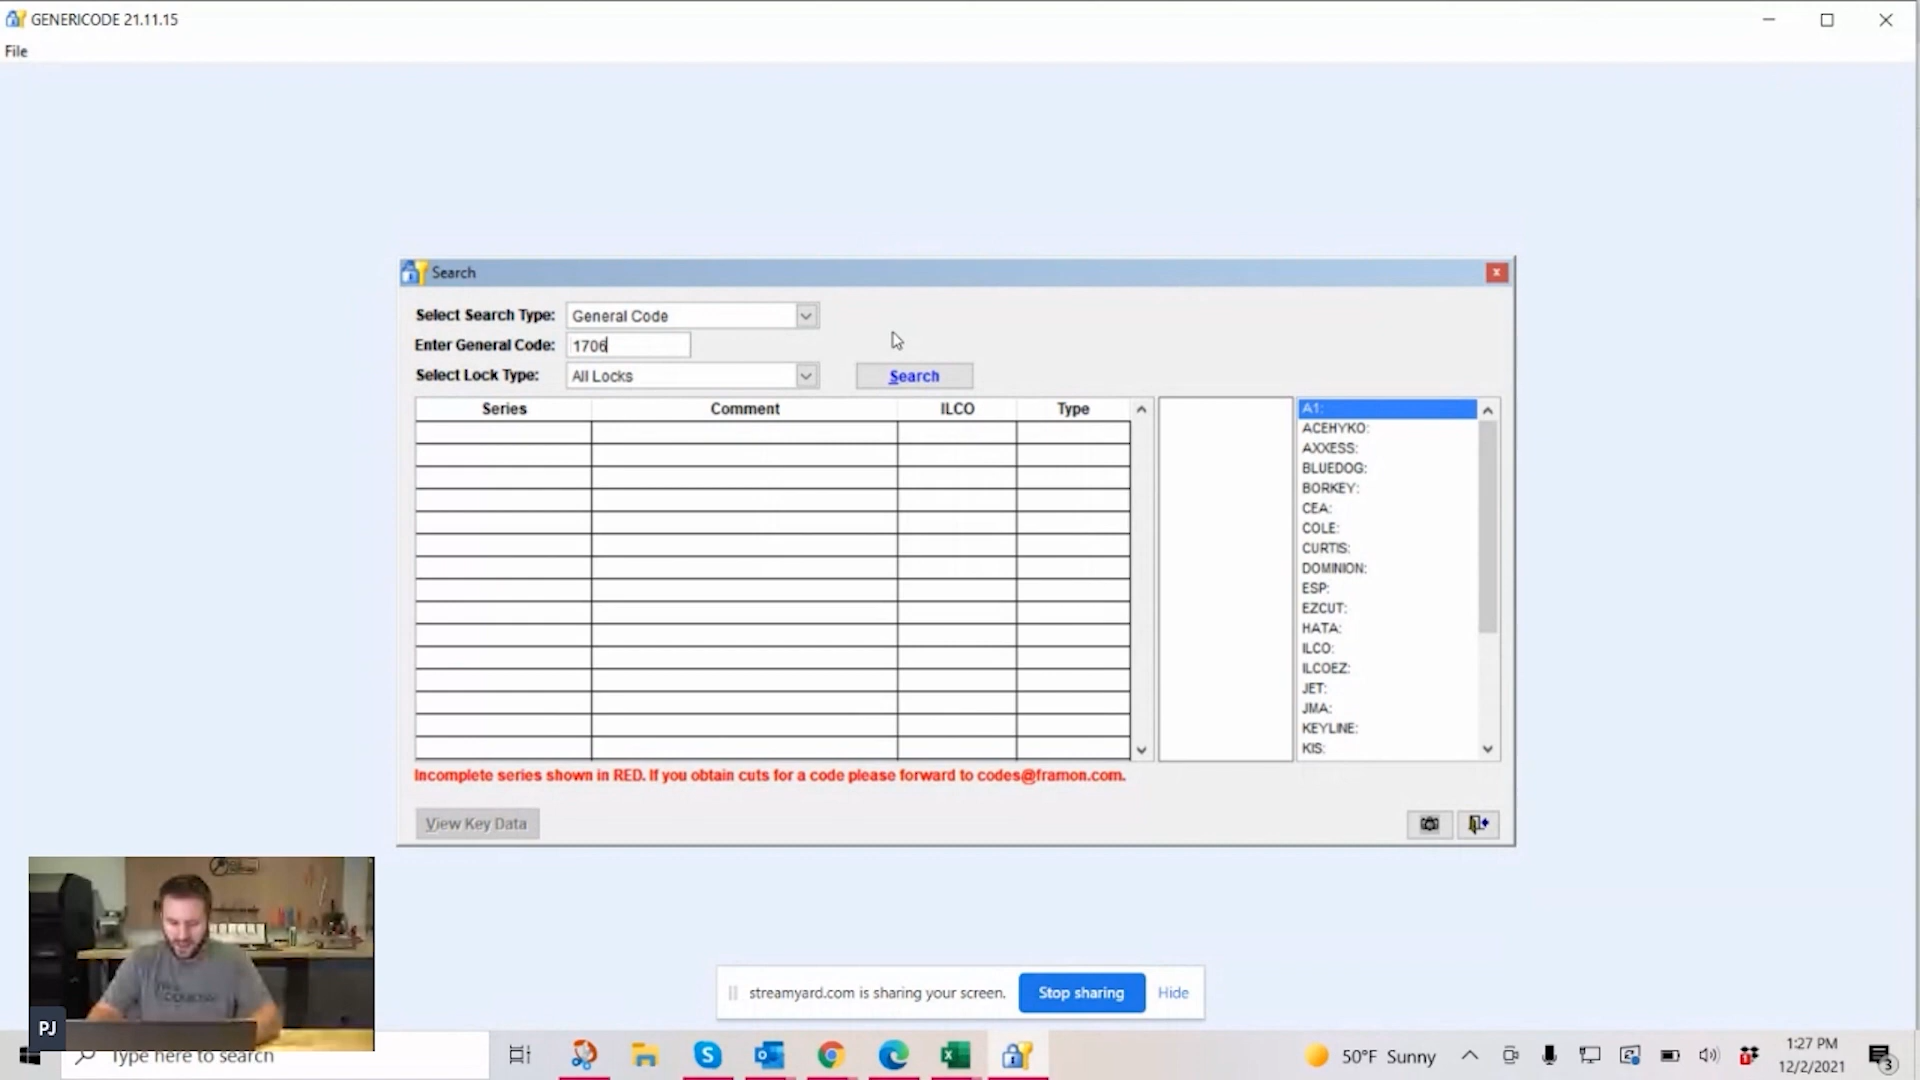 GENERICODE 21.11.15
File
Search
Select Search Type: General Code
Enter General Code: 1706
Select Lock Type: All Locks
Search
Series Comment ILCO Type
A1:
ACEHYKO:
AXXESS:
BLUEDOG:
BORKEY:
CEA:
COLE:
CURTIS:
DOMINION:
ESP:
EZCUT:
HATA:
ILCO:
ILCOEZ:
JET:
JMA:
KEYLINE:
KIS:
Incomplete series shown in RED. If you obtain cuts for a code please forward to codes@framon.com.
View Key Data
streamyard.com is sharing your screen. Stop sharing Hide
PJ
Type here to search
50°F Sunny
1:27 PM
12/2/2021
3